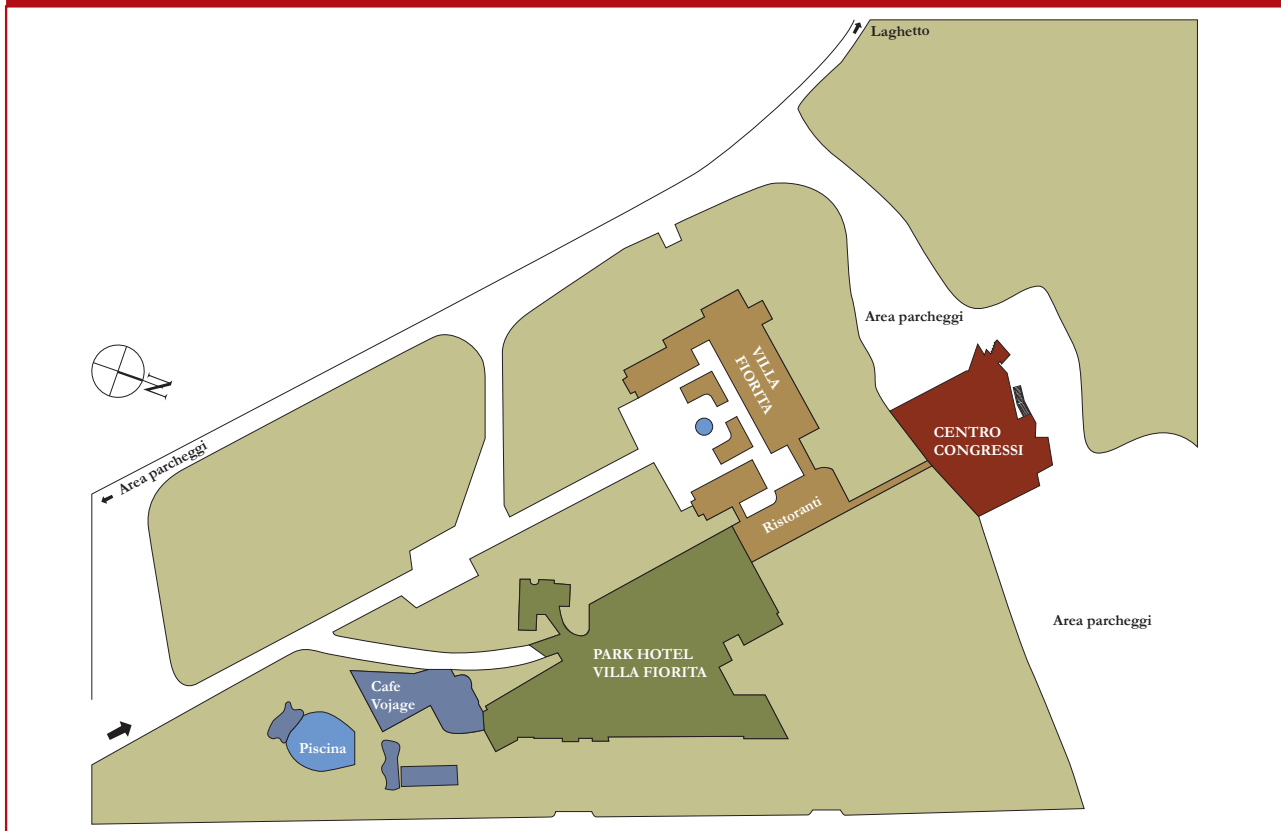 Laghetto
Area parcheggi
VILLA
FIORITA
N
CENTRO
CONGRESSI
Area parcheggi
Ristoranti
Area parcheggi
PARK HOTEL
VILLA FIORITA
Cafe
Vojage
Piscina